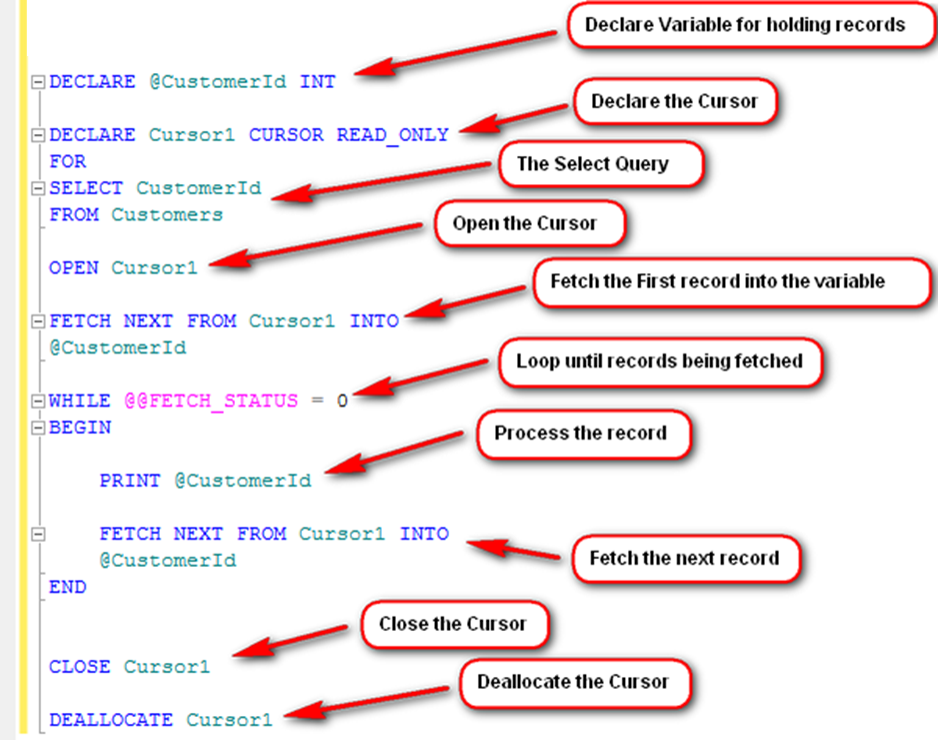 Declare Variable for holding records
DECLARE @CustomerId INT
Declare the Cursor
DECLARE Cursor1 CURSOR READ_ONLY
FOR
The Select Query
SELECT CustomerId
FROM Customers
Open the Cursor
OPEN Cursor1
Fetch the First record into the variable
FETCH NEXT FROM Cursor1 INTO
@CustomerId
Loop until records being fetched
WHILE @@FETCH_STATUS = 0
BEGIN
Process the record
PRINT @CustomerId
FETCH NEXT FROM Cursor1 INTO
@CustomerId
Fetch the next record
END
Close the Cursor
CLOSE Cursor1
Deallocate the Cursor
DEALLOCATE Cursor1